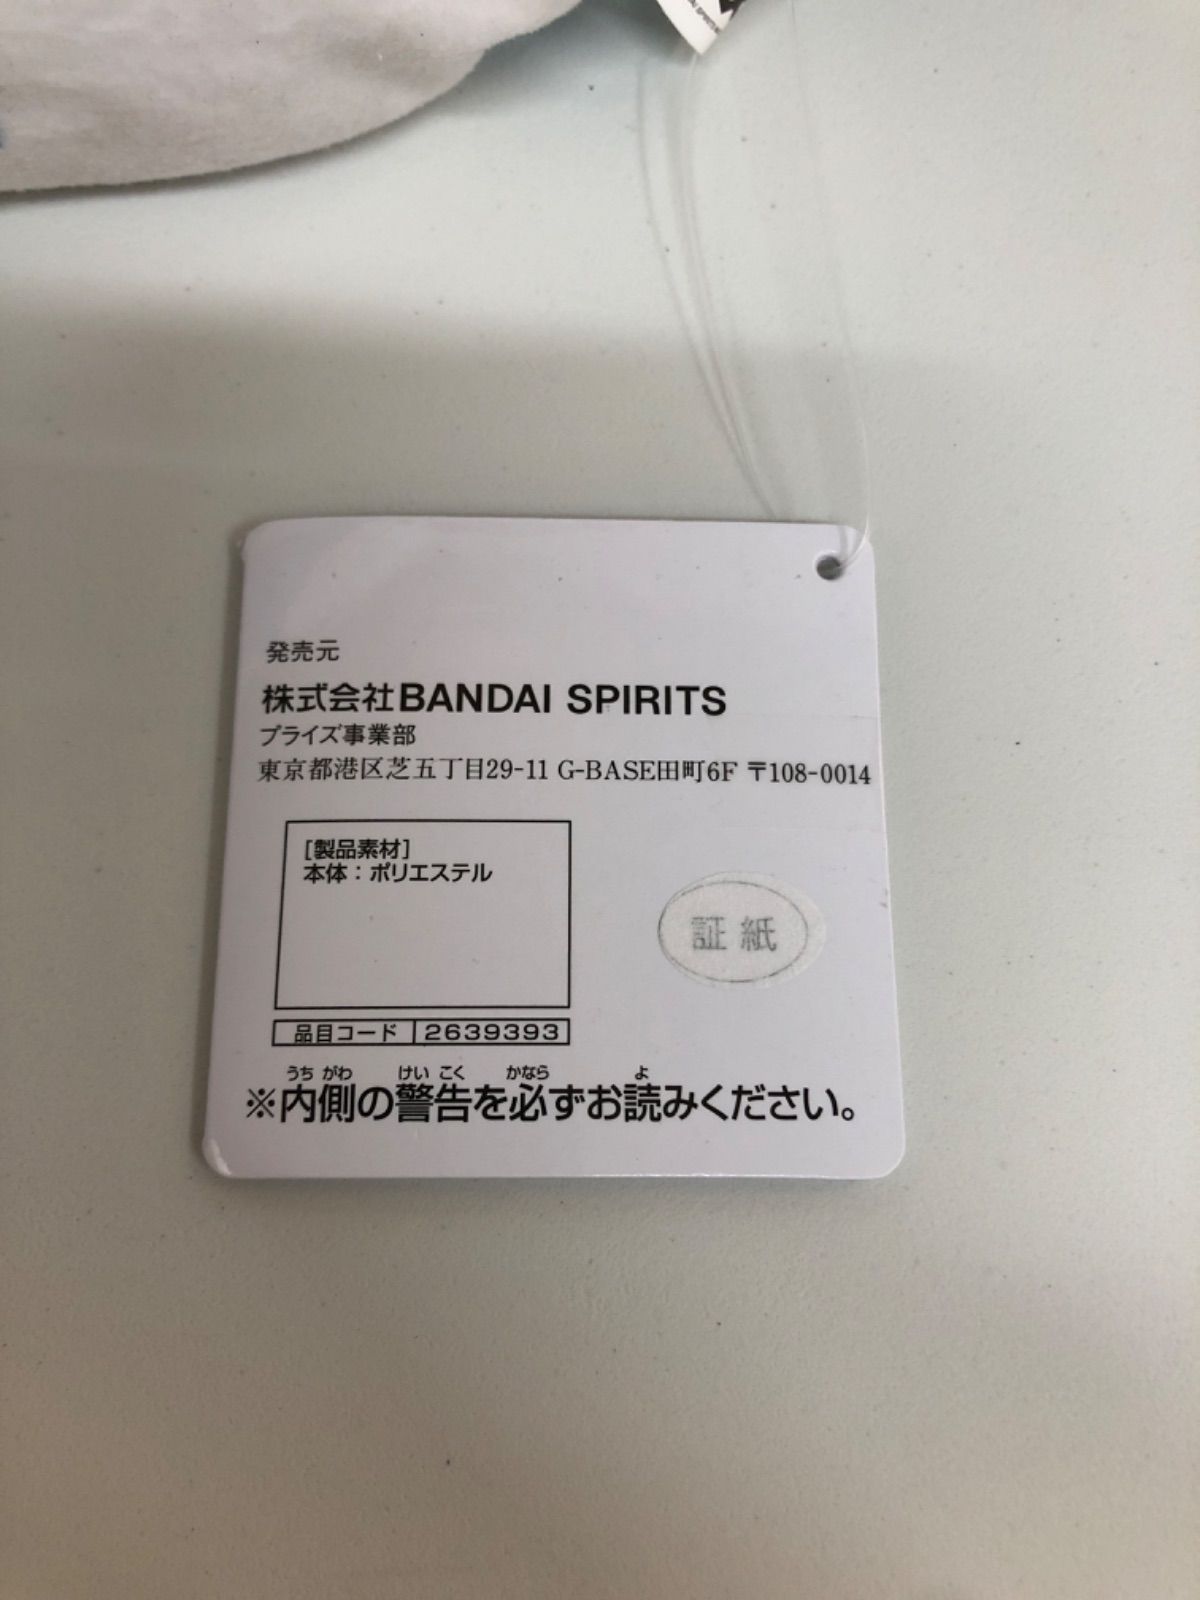 発売元
株式会社BANDAI SPIRITS
プライズ事業部
東京都港区芝五丁目29-11 G-BASE田町6F 〒108-0014
[製品素材]
本体：ポリエステル
証紙
品目コード 2639393
うちがわ けいこく かなら よ
※内側の警告を必ずお読みください。